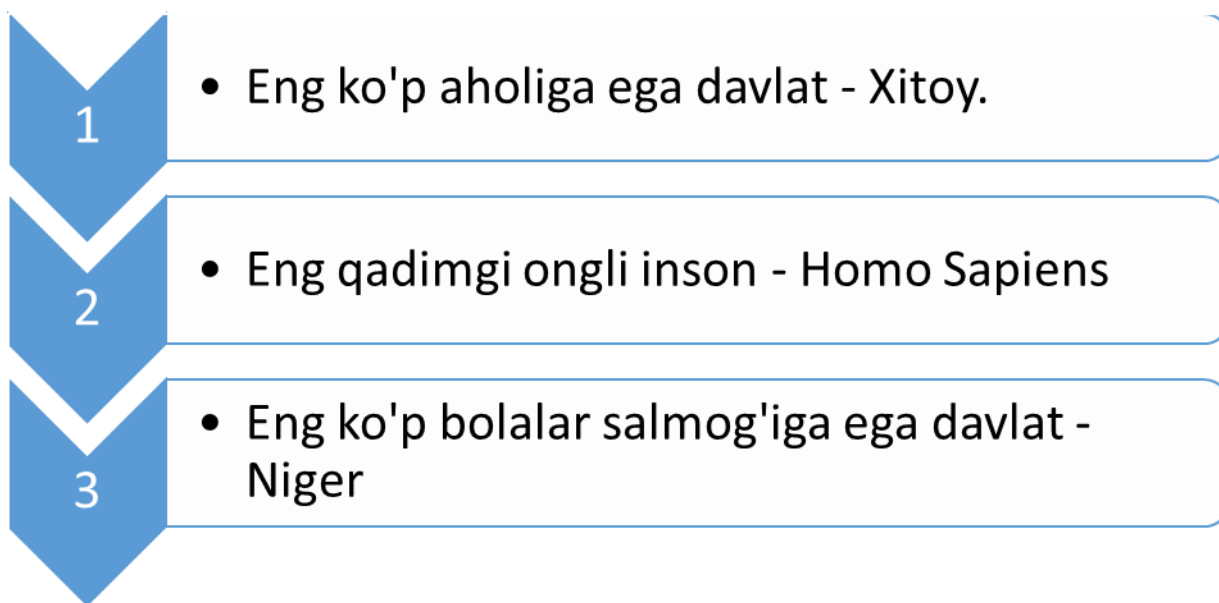 1
• Eng ko'p aholiga ega davlat - Xitoy.
2
• Eng qadimgi ongli inson - Homo Sapiens
3
• Eng ko'p bolalar salmog'iga ega davlat -
Niger